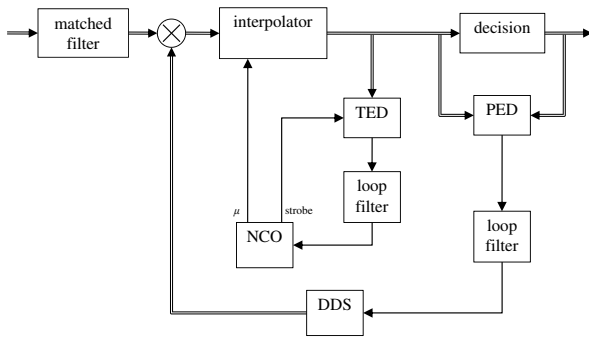 matched
filter
interpolator
decision
TED
PED
loop
filter
μ
strobe
NCO
loop
filter
DDS